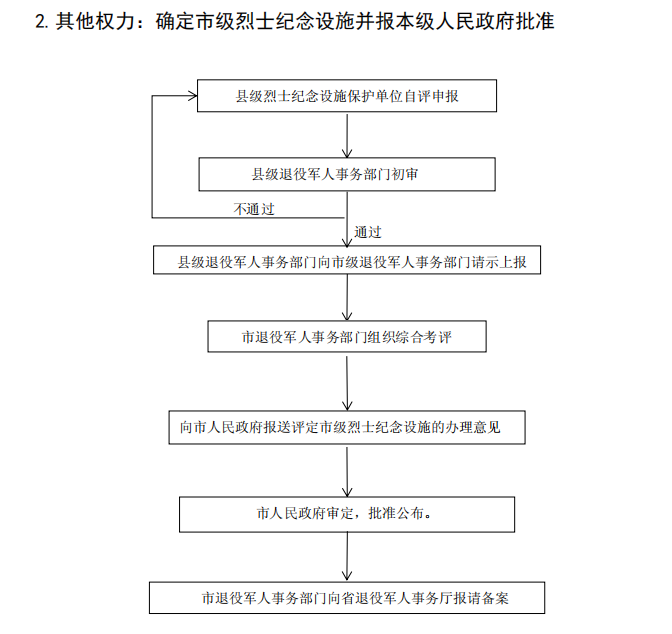 2. 其他权力：确定市级烈士纪念设施并报本级人民政府批准
县级烈士纪念设施保护单位自评申报
县级退役军人事务部门初审
不通过
通过
县级退役军人事务部门向市级退役军人事务部门请示上报
市退役军人事务部门组织综合考评
向市人民政府报送评定市级烈士纪念设施的办理意见
市人民政府审定，批准公布。
市退役军人事务部门向省退役军人事务厅报请备案